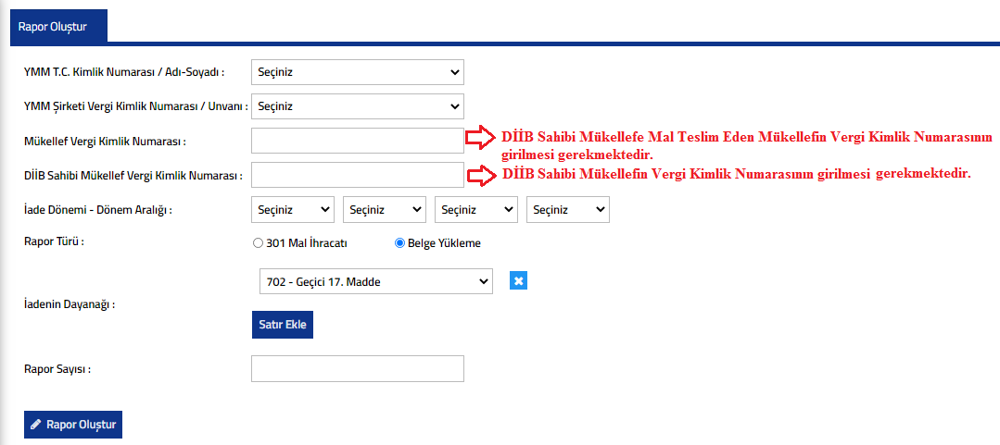 Rapor Oluştur
YMM T.C. Kimlik Numarası / Adı-Soyadı : Seçiniz
YMM Şirketi Vergi Kimlik Numarası / Unvanı : Seçiniz
Mükellef Vergi Kimlik Numarası : DİİB Sahibi Mükellefe Mal Teslim Eden Mükellefin Vergi Kimlik Numarasının
girilmesi gerekmektedir.
DİİB Sahibi Mükellef Vergi Kimlik Numarası : DİİB Sahibi Mükellefin Vergi Kimlik Numarasının girilmesi gerekmektedir.
İade Dönemi - Dönem Aralığı : Seçiniz Seçiniz Seçiniz Seçiniz
Rapor Türü : 301 Mal İhracatı Belge Yükleme
702 - Geçici 17. Madde
İadenin Dayanağı :
Satır Ekle
Rapor Sayısı :
Rapor Oluştur